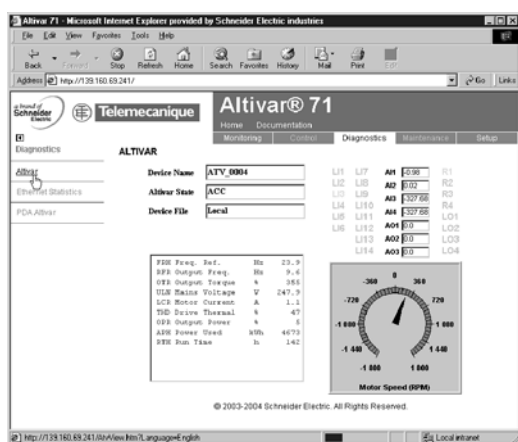 Altivar 71 - Microsoft Internet Explorer provided by Schneider Electric industries
File Edit View Favorites Tools Help
Back Forward Stop Refresh Home Search Favorites History Mail Print Edit
Address http://139.160.69.241/ Go Links
a brand of
Schneider
Electric
Telemecanique
Altivar® 71
Home Documentation
Monitoring Control Diagnostics Maintenance Setup
Diagnostics
Altivar
Ethernet Statistics
PDA Altivar
ALTIVAR
Device Name ATV_0004
Altivar State ACC
Device File Local
LI1 LI7 AI1 -0.98 R1
LI2 LI8 AI2 0.02 R2
LI3 LI9 AI3 -327.68 R3
LI4 LI10 AI4 -327.68 R4
LI5 LI11 AO1 0.0 LO1
LI6 LI12 AO2 0.0 LO2
LI13 AO3 0.0 LO3
LI14 LO4
FRH Freq. Ref. Hz 23.9
RFR Output Freq. Hz 9.6
OTR Output Torque % 355
ULN Mains Voltage V 247.9
LCR Motor Current A 1.1
THD Drive Thermal % 47
OPR Output Power % 5
APH Power Used kWh 4673
RTH Run Time h 142
0
-360 360
-720 720
-1 080 1 080
-1 440 1 440
-1 800 1 800
Motor Speed (RPM)
© 2003-2004 Schneider Electric. All Rights Reserved.
http://139.160.69.241/AtvView.htm?Language=English Local intranet